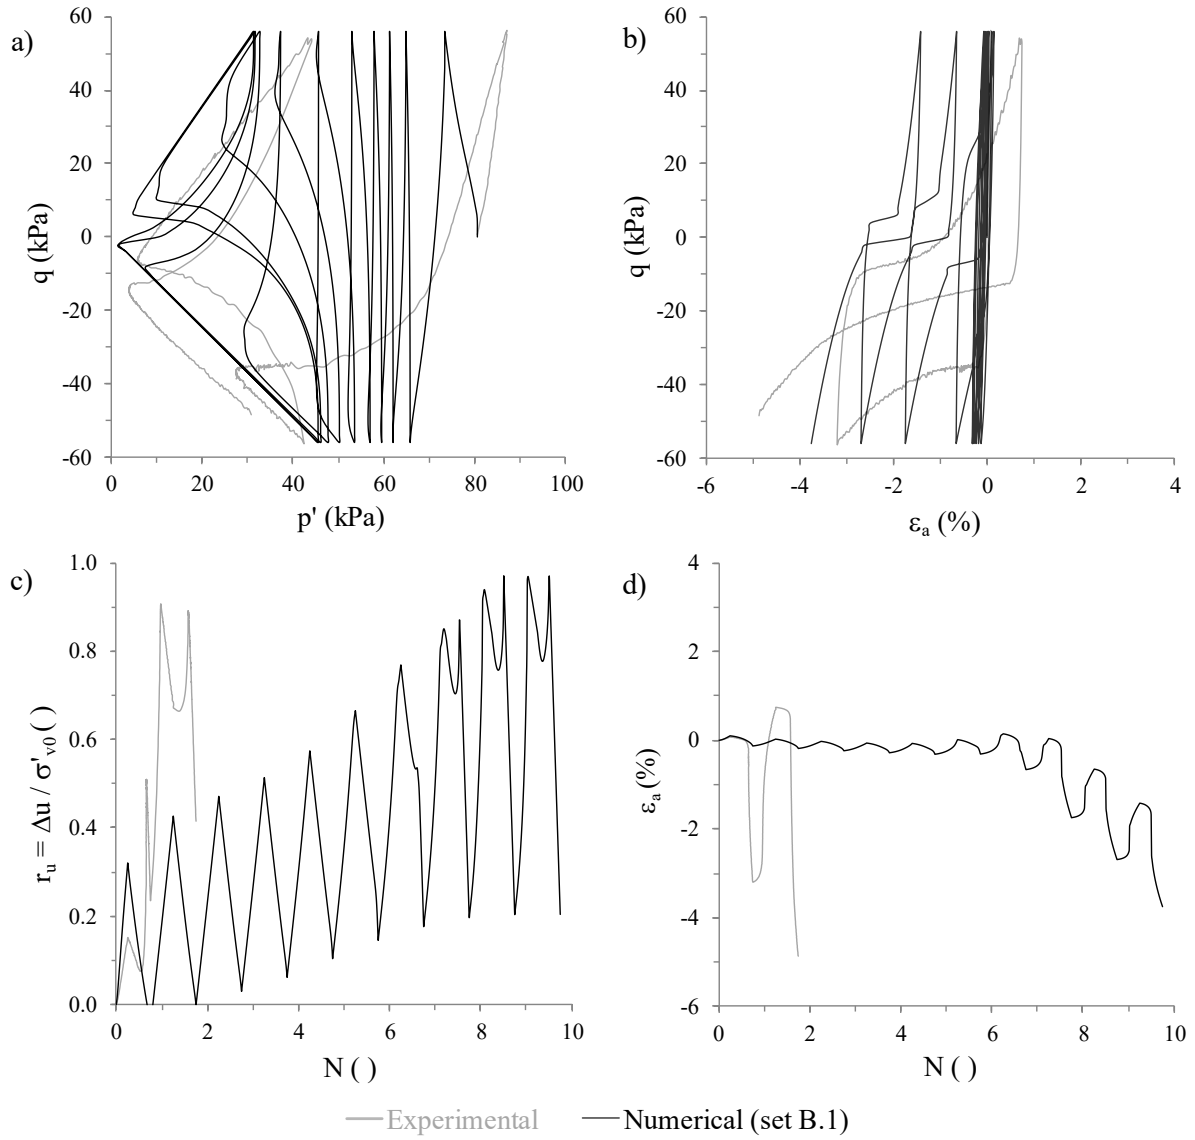 a)
60
40
20
0
-20
-40
-60
q (kPa)
0 20 40 60 80 100
p' (kPa)
b)
60
40
20
0
-20
-40
-60
q (kPa)
-6 -4 -2 0 2 4
εa (%)
c)
1.0
0.8
0.6
0.4
0.2
0.0
ru = Δu / σ'v0 ( )
0 2 4 6 8 10
N ( )
d)
4
2
0
-2
-4
-6
εa (%)
0 2 4 6 8 10
N ( )
Experimental Numerical (set B.1)